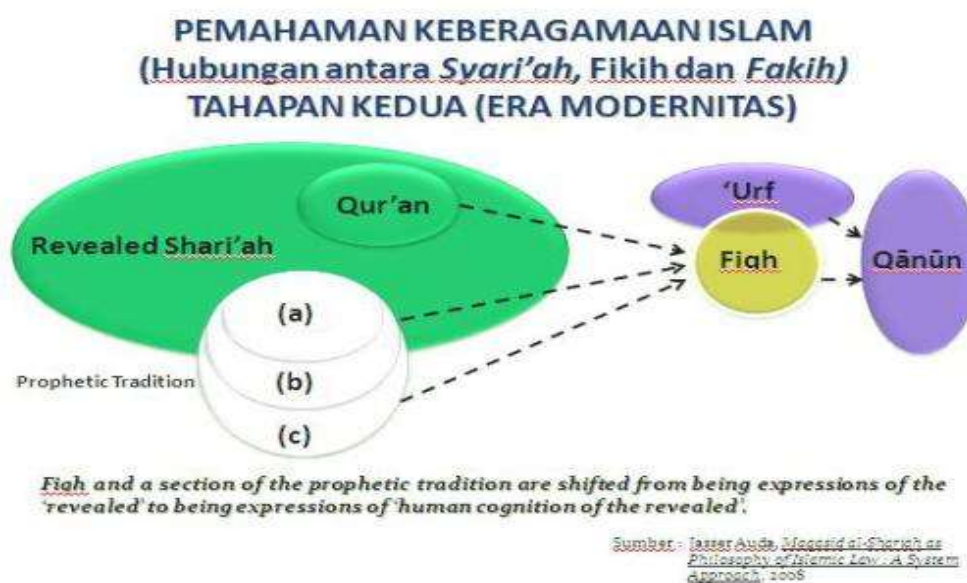 PEMAHAMAN KEBERAGAMAAN ISLAM
(Hubungan antara Syari'ah, Fikih dan Fakih)
TAHAPAN KEDUA (ERA MODERNITAS)
Qur'an
Revealed Shari'ah
'Urf
Fiqh
Qānūn
(a)
Prophetic Tradition
(b)
(c)
Fiqh and a section of the prophetic tradition are shifted from being expressions of the
'revealed' to being expressions of 'human cognition of the revealed'.
Sumber : Jasser Auda, Maqasid al-Shariah as
Philosophy of Islamic Law : A System
Approach, 2008